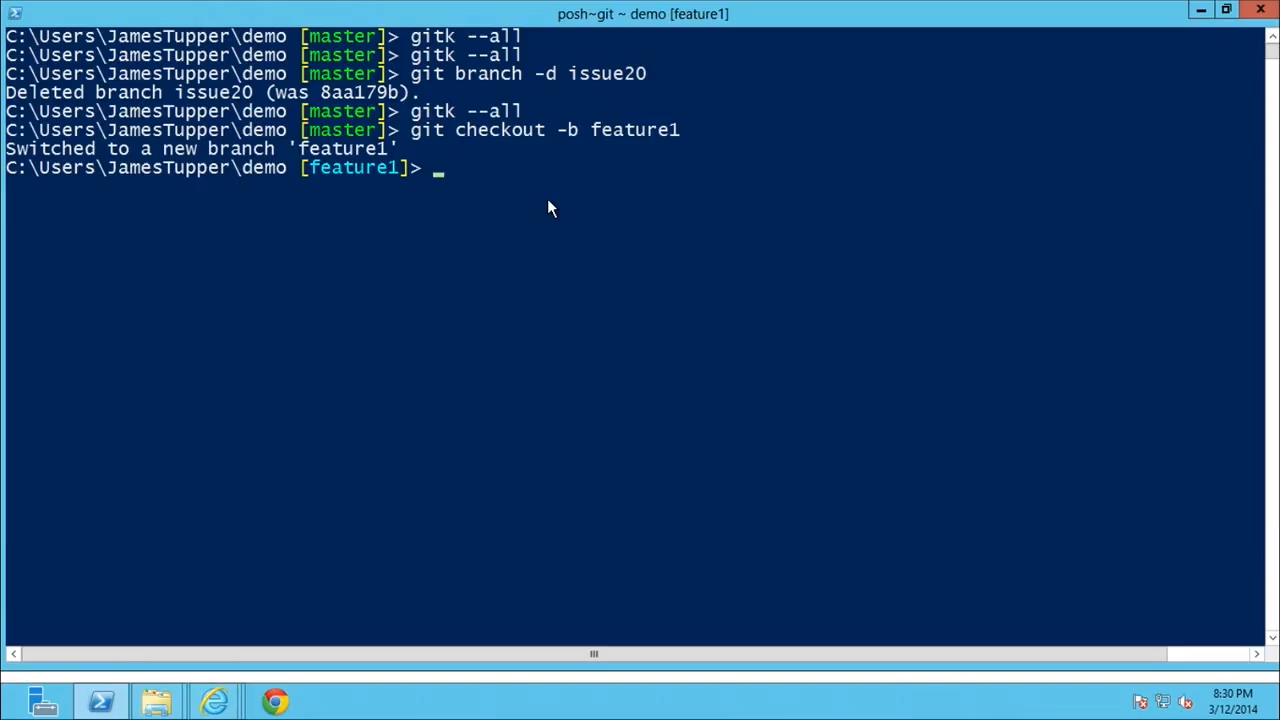 posh~git ~ demo [feature1]
C:\Users\JamesTupper\demo [master]> gitk --all
C:\Users\JamesTupper\demo [master]> gitk --all
C:\Users\JamesTupper\demo [master]> git branch -d issue20
Deleted branch issue20 (was 8aa179b).
C:\Users\JamesTupper\demo [master]> gitk --all
C:\Users\JamesTupper\demo [master]> git checkout -b feature1
Switched to a new branch 'feature1'
C:\Users\JamesTupper\demo [feature1]> _
8:30 PM
3/12/2014